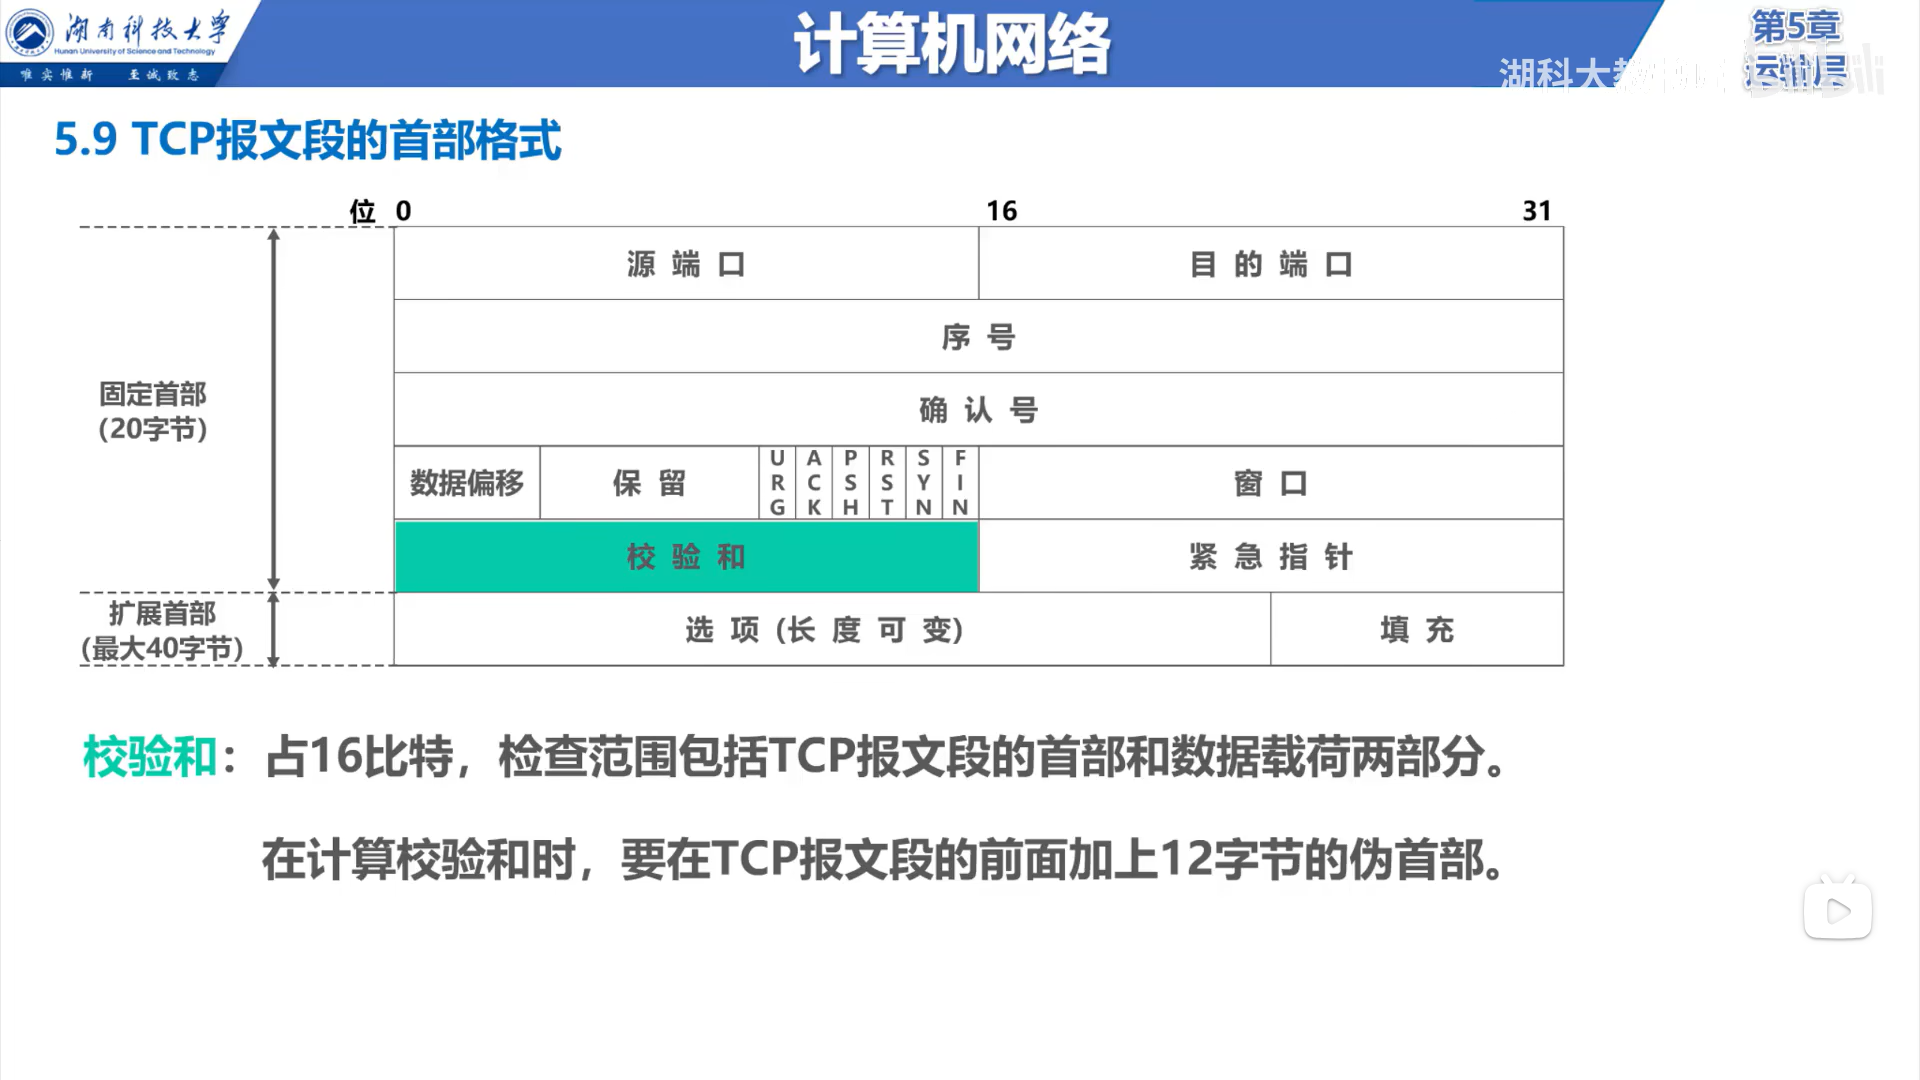 湖南科技大学
Hunan University of Science and Technology
唯实惟新 至诚致志
计算机网络
第5章
运输层
湖科大教
5.9 TCP报文段的首部格式
位 0 16 31
源端口 目的端口
序号
确认号
数据偏移 保留 URG ACK PSH RST SYN FIN 窗口
校验和 紧急指针
选项(长度可变) 填充
固定首部
(20字节)
扩展首部
(最大40字节)
校验和：占16比特，检查范围包括TCP报文段的首部和数据载荷两部分。
在计算校验和时，要在TCP报文段的前面加上12字节的伪首部。